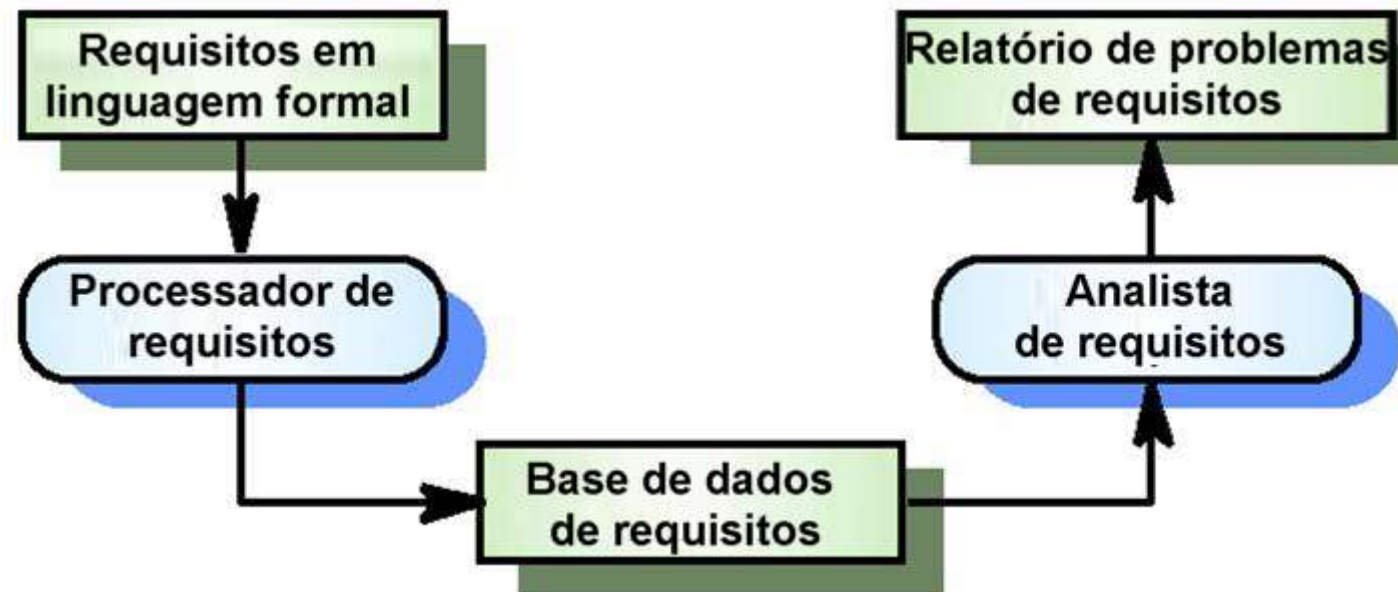 Requisitos em
linguagem formal
Processador de
requisitos
Base de dados
de requisitos
Analista
de requisitos
Relatório de problemas
de requisitos